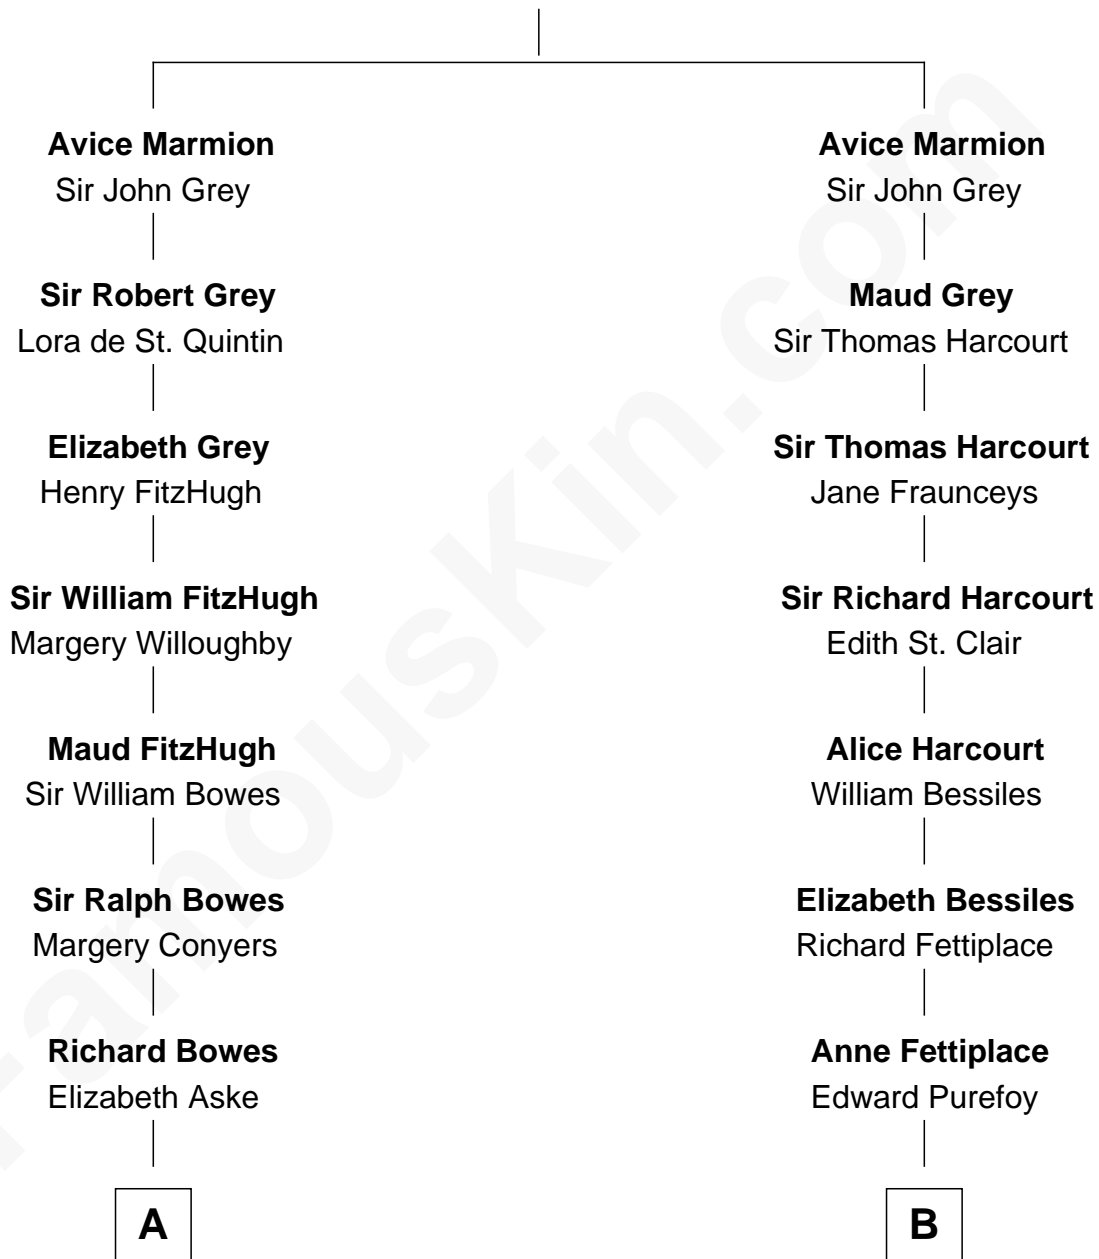 Avice Marmion
Sir John Grey
Sir Robert Grey
Lora de St. Quintin
Elizabeth Grey
Henry FitzHugh
Sir William FitzHugh
Margery Willoughby
Maud FitzHugh
Sir William Bowes
Sir Ralph Bowes
Margery Conyers
Richard Bowes
Elizabeth Aske
A
Avice Marmion
Sir John Grey
Maud Grey
Sir Thomas Harcourt
Sir Thomas Harcourt
Jane Fraunceys
Sir Richard Harcourt
Edith St. Clair
Alice Harcourt
William Bessiles
Elizabeth Bessiles
Richard Fettiplace
Anne Fettiplace
Edward Purefoy
B
FamousKin.com